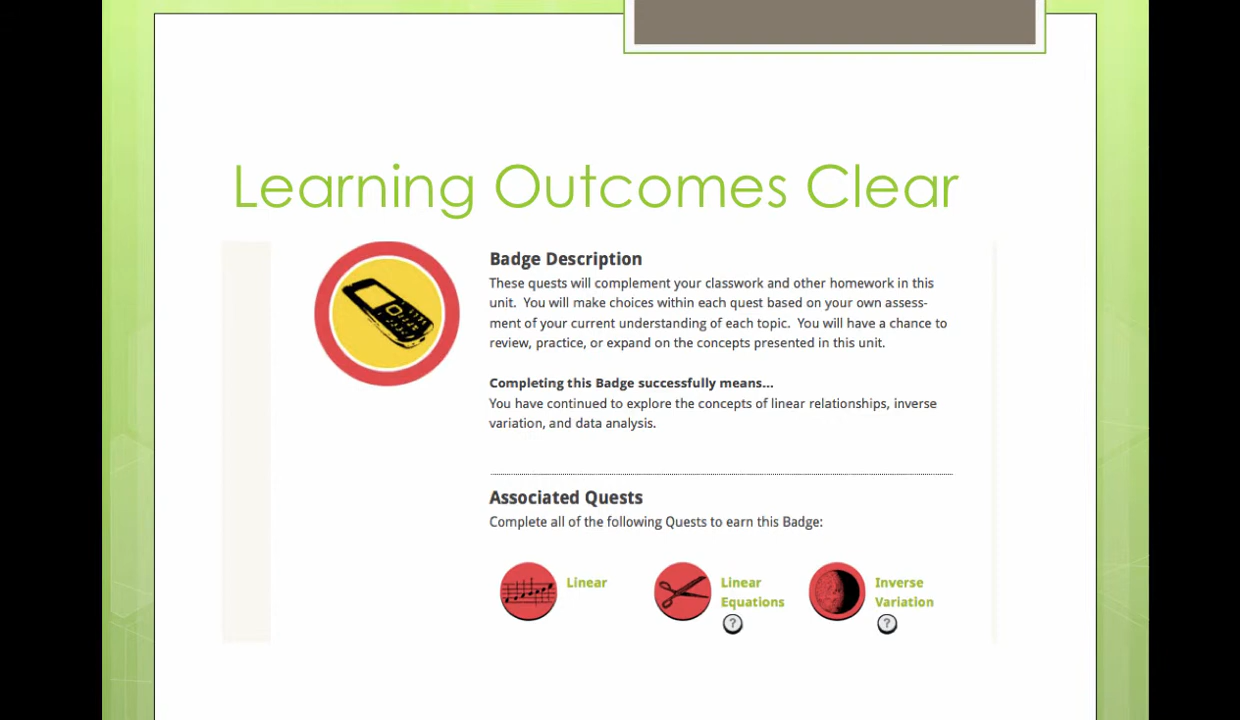 Learning Outcomes Clear
Badge Description
These quests will complement your classwork and other homework in this
unit. You will make choices within each quest based on your own assess-
ment of your current understanding of each topic. You will have a chance to
review, practice, or expand on the concepts presented in this unit.
Completing this Badge successfully means...
You have continued to explore the concepts of linear relationships, inverse
variation, and data analysis.
Associated Quests
Complete all of the following Quests to earn this Badge:
Linear
Linear
Equations
?
Inverse
Variation
?